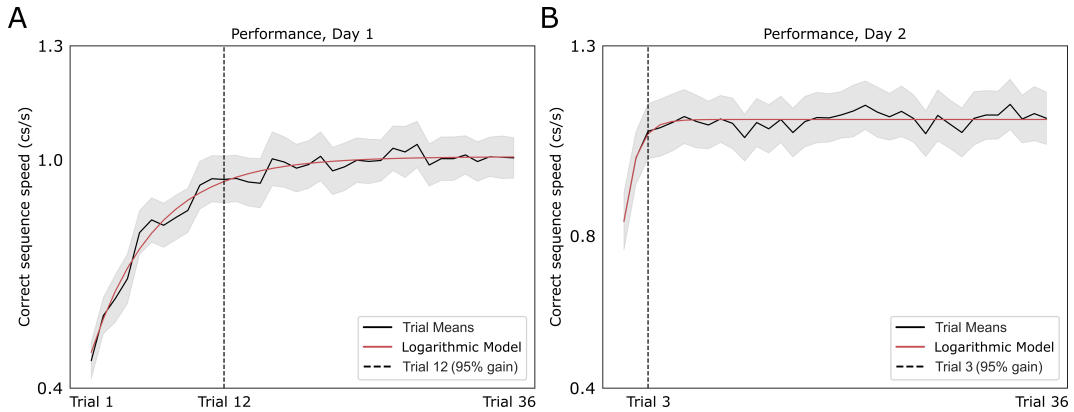 A
Performance, Day 1
1.3
1.0
0.4
Correct sequence speed (cs/s)
Trial Means
Logarithmic Model
Trial 12 (95% gain)
Trial 1
Trial 12
Trial 36
B
Performance, Day 2
1.3
0.8
0.4
Correct sequence speed (cs/s)
Trial Means
Logarithmic Model
Trial 3 (95% gain)
Trial 3
Trial 36